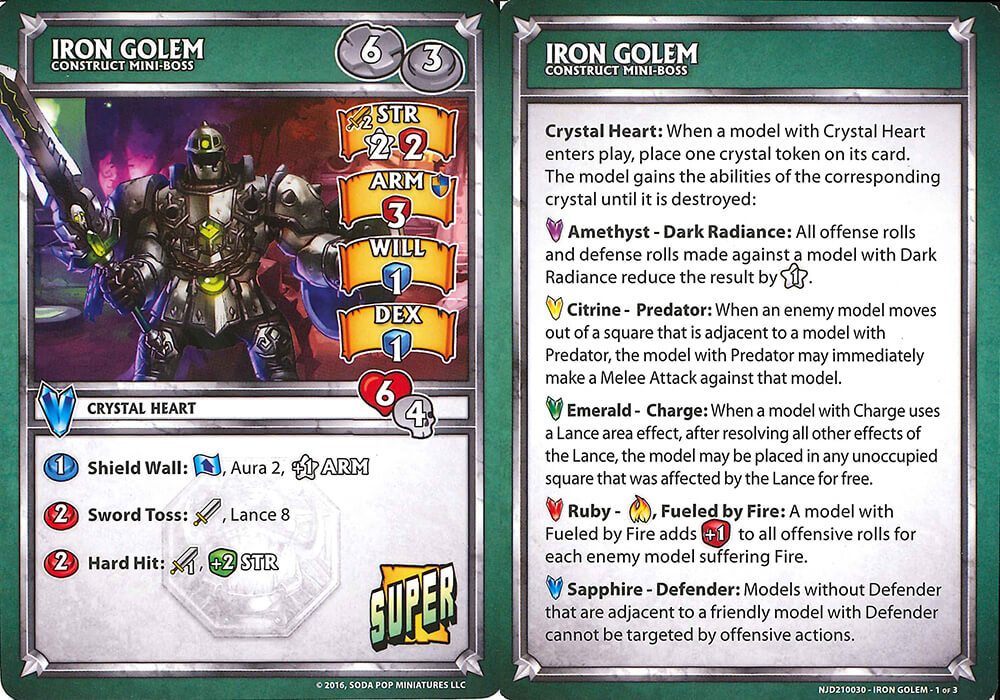 IRON GOLEM
CONSTRUCT MINI-BOSS
6 3
2 STR
2-2
ARM
3
WILL
1
DEX
1
CRYSTAL HEART
6
4
1 Shield Wall: , Aura 2, +1 ARM
2 Sword Toss: , Lance 8
2 Hard Hit: 1, +2 STR
SUPER
© 2016, SODA POP MINIATURES LLC
IRON GOLEM
CONSTRUCT MINI-BOSS
Crystal Heart: When a model with Crystal Heart
enters play, place one crystal token on its card.
The model gains the abilities of the corresponding
crystal until it is destroyed:
Amethyst - Dark Radiance: All offense rolls
and defense rolls made against a model with Dark
Radiance reduce the result by 1.
Citrine - Predator: When an enemy model moves
out of a square that is adjacent to a model with
Predator, the model with Predator may immediately
make a Melee Attack against that model.
Emerald - Charge: When a model with Charge uses
a Lance area effect, after resolving all other effects of
the Lance, the model may be placed in any unoccupied
square that was affected by the Lance for free.
Ruby - , Fueled by Fire: A model with
Fueled by Fire adds +1 to all offensive rolls for
each enemy model suffering Fire.
Sapphire - Defender: Models without Defender
that are adjacent to a friendly model with Defender
cannot be targeted by offensive actions.
NJD210030 - IRON GOLEM - 1 OF 3